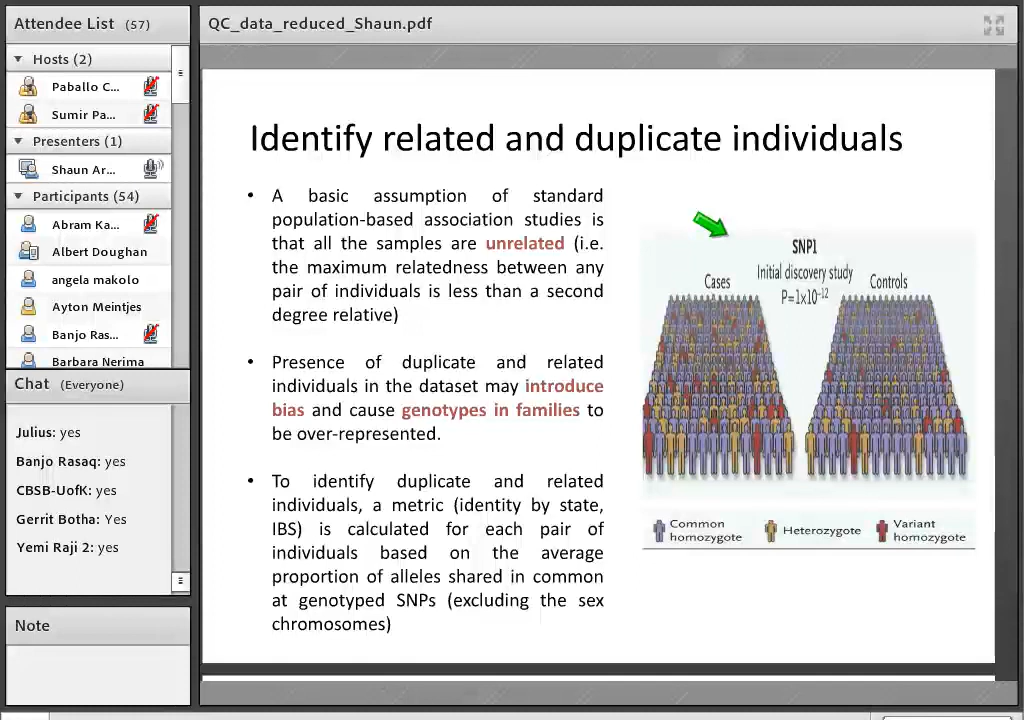 Attendee List (57)
Hosts (2)
Paballo C...
Sumir Pa...
Presenters (1)
Shaun Ar...
Participants (54)
Abram Ka...
Albert Doughan
angela makolo
Ayton Meintjes
Banjo Ras...
Barbara Nerima
Chat (Everyone)
Julius: yes
Banjo Rasaq: yes
CBSB-UofK: yes
Gerrit Botha: Yes
Yemi Raji 2: yes
Note
QC_data_reduced_Shaun.pdf
Identify related and duplicate individuals
• A basic assumption of standard
population-based association studies is
that all the samples are unrelated (i.e.
the maximum relatedness between any
pair of individuals is less than a second
degree relative)
• Presence of duplicate and related
individuals in the dataset may introduce
bias and cause genotypes in families to
be over-represented.
• To identify duplicate and related
individuals, a metric (identity by state,
IBS) is calculated for each pair of
individuals based on the average
proportion of alleles shared in common
at genotyped SNPs (excluding the sex
chromosomes)
SNP1
Initial discovery study
P=1x10⁻¹²
Cases
Controls
Common
homozygote
Heterozygote
Variant
homozygote